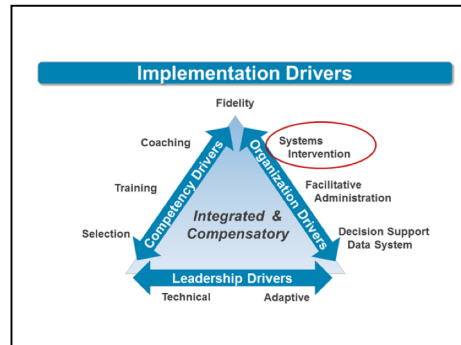 Implementation Drivers
Fidelity
Coaching
Systems
Intervention
Training
Competency Drivers
Organization Drivers
Facilitative
Administration
Integrated &
Compensatory
Selection
Decision Support
Data System
Leadership Drivers
Technical
Adaptive